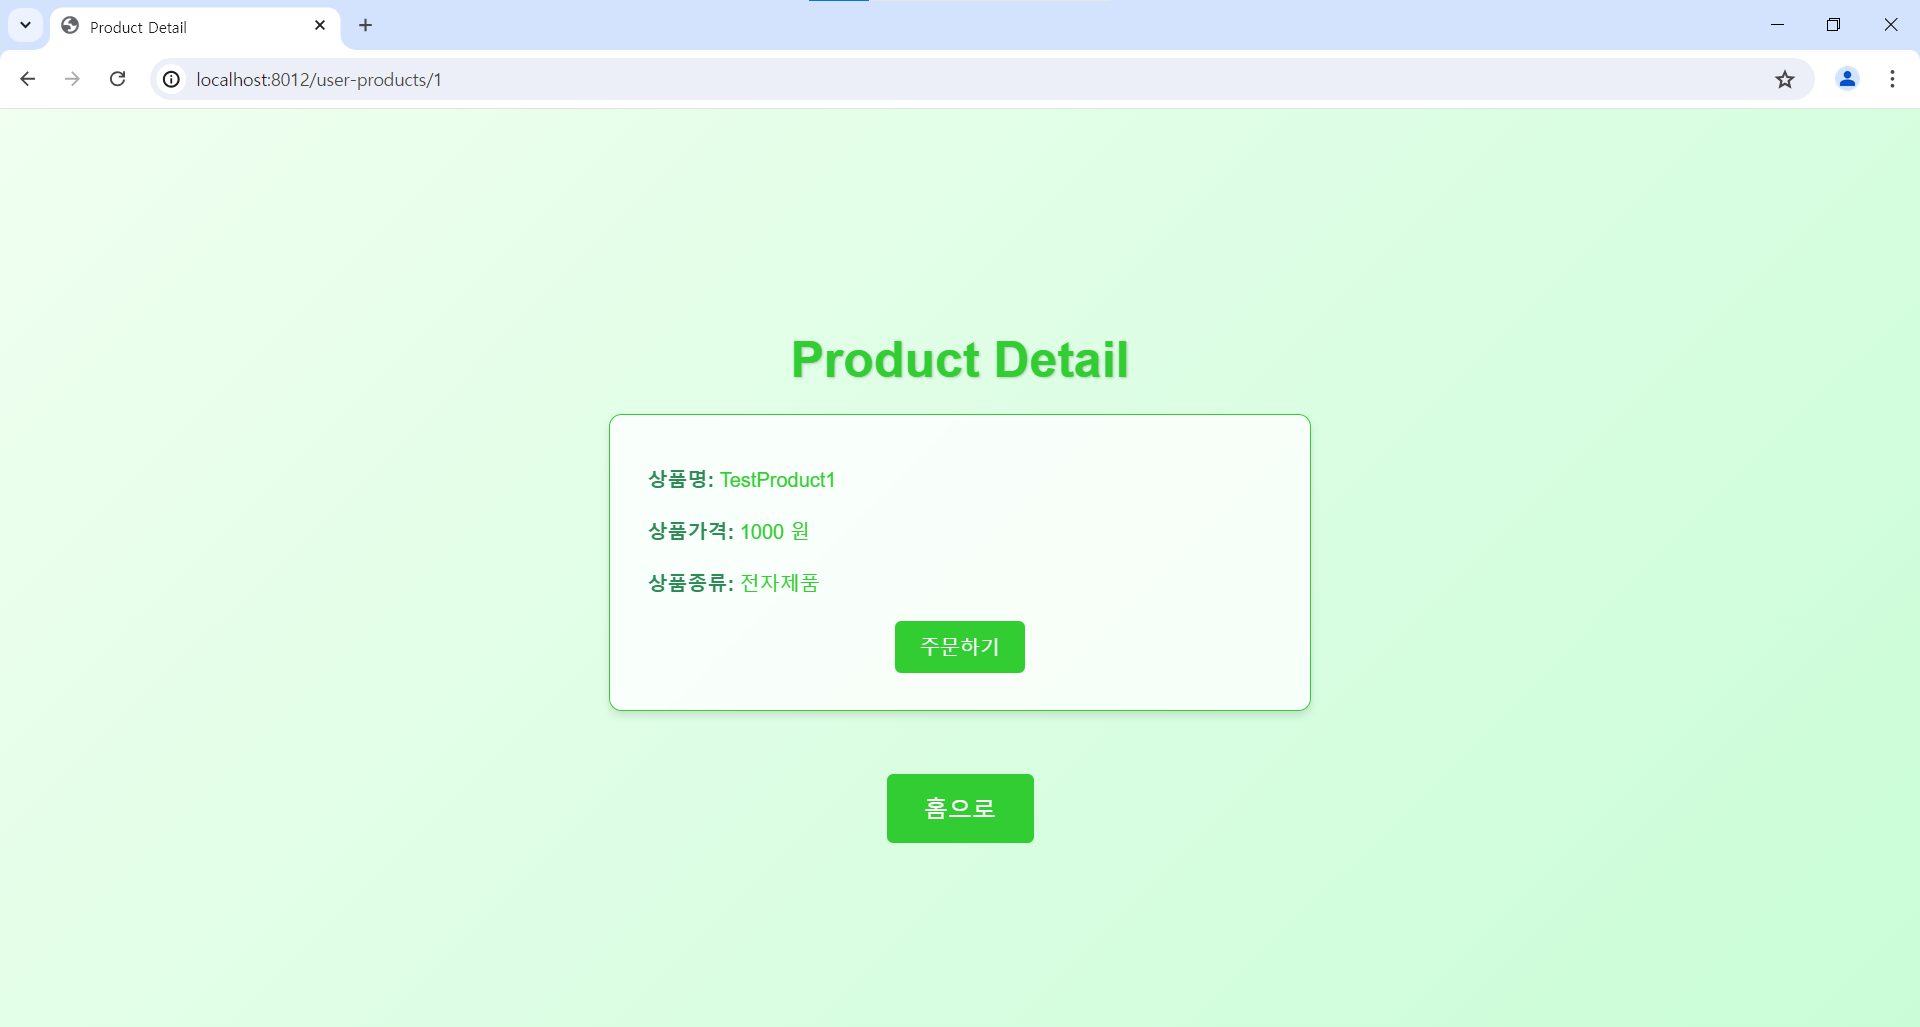 Product Detail
localhost:8012/user-products/1
Product Detail
상품명: TestProduct1
상품가격: 1000 원
상품종류: 전자제품
주문하기
홈으로